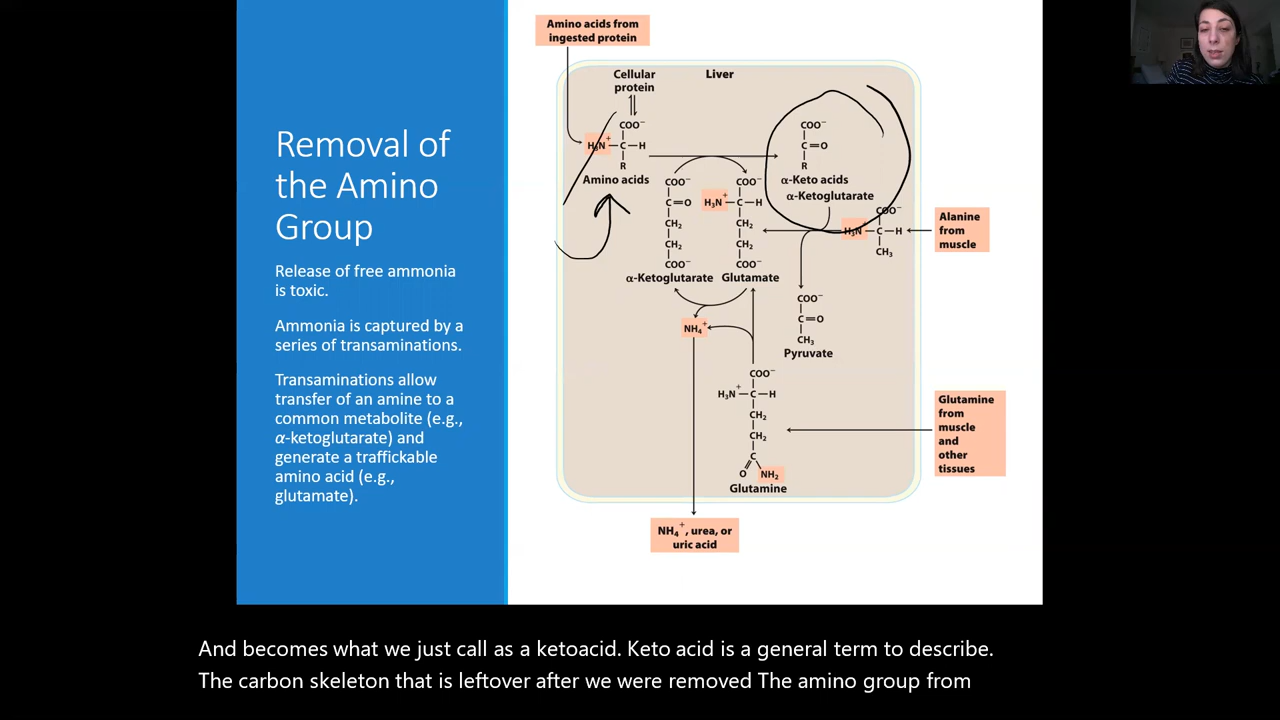 Removal of
the Amino
Group
Release of free ammonia
is toxic.
Ammonia is captured by a
series of transaminations.
Transaminations allow
transfer of an amine to a
common metabolite (e.g.,
α-ketoglutarate) and
generate a traffickable
amino acid (e.g.,
glutamate).
Amino acids from
ingested protein
Cellular
protein
Liver
COO⁻
H₃N⁺—C—H
R
Amino acids
COO⁻
C=O
R
α-Keto acids
α-Ketoglutarate
COO⁻
C=O
CH₂
CH₂
COO⁻
α-Ketoglutarate
COO⁻
H₃N⁺—C—H
CH₂
CH₂
COO⁻
Glutamate
COO⁻
H₃N⁺—C—H
CH₃
Alanine
from
muscle
NH₄⁺
COO⁻
C=O
CH₃
Pyruvate
COO⁻
H₃N⁺—C—H
CH₂
CH₂
C
O NH₂
Glutamine
Glutamine
from
muscle
and
other
tissues
NH₄⁺, urea, or
uric acid
And becomes what we just call as a ketoacid. Keto acid is a general term to describe.
The carbon skeleton that is leftover after we were removed The amino group from